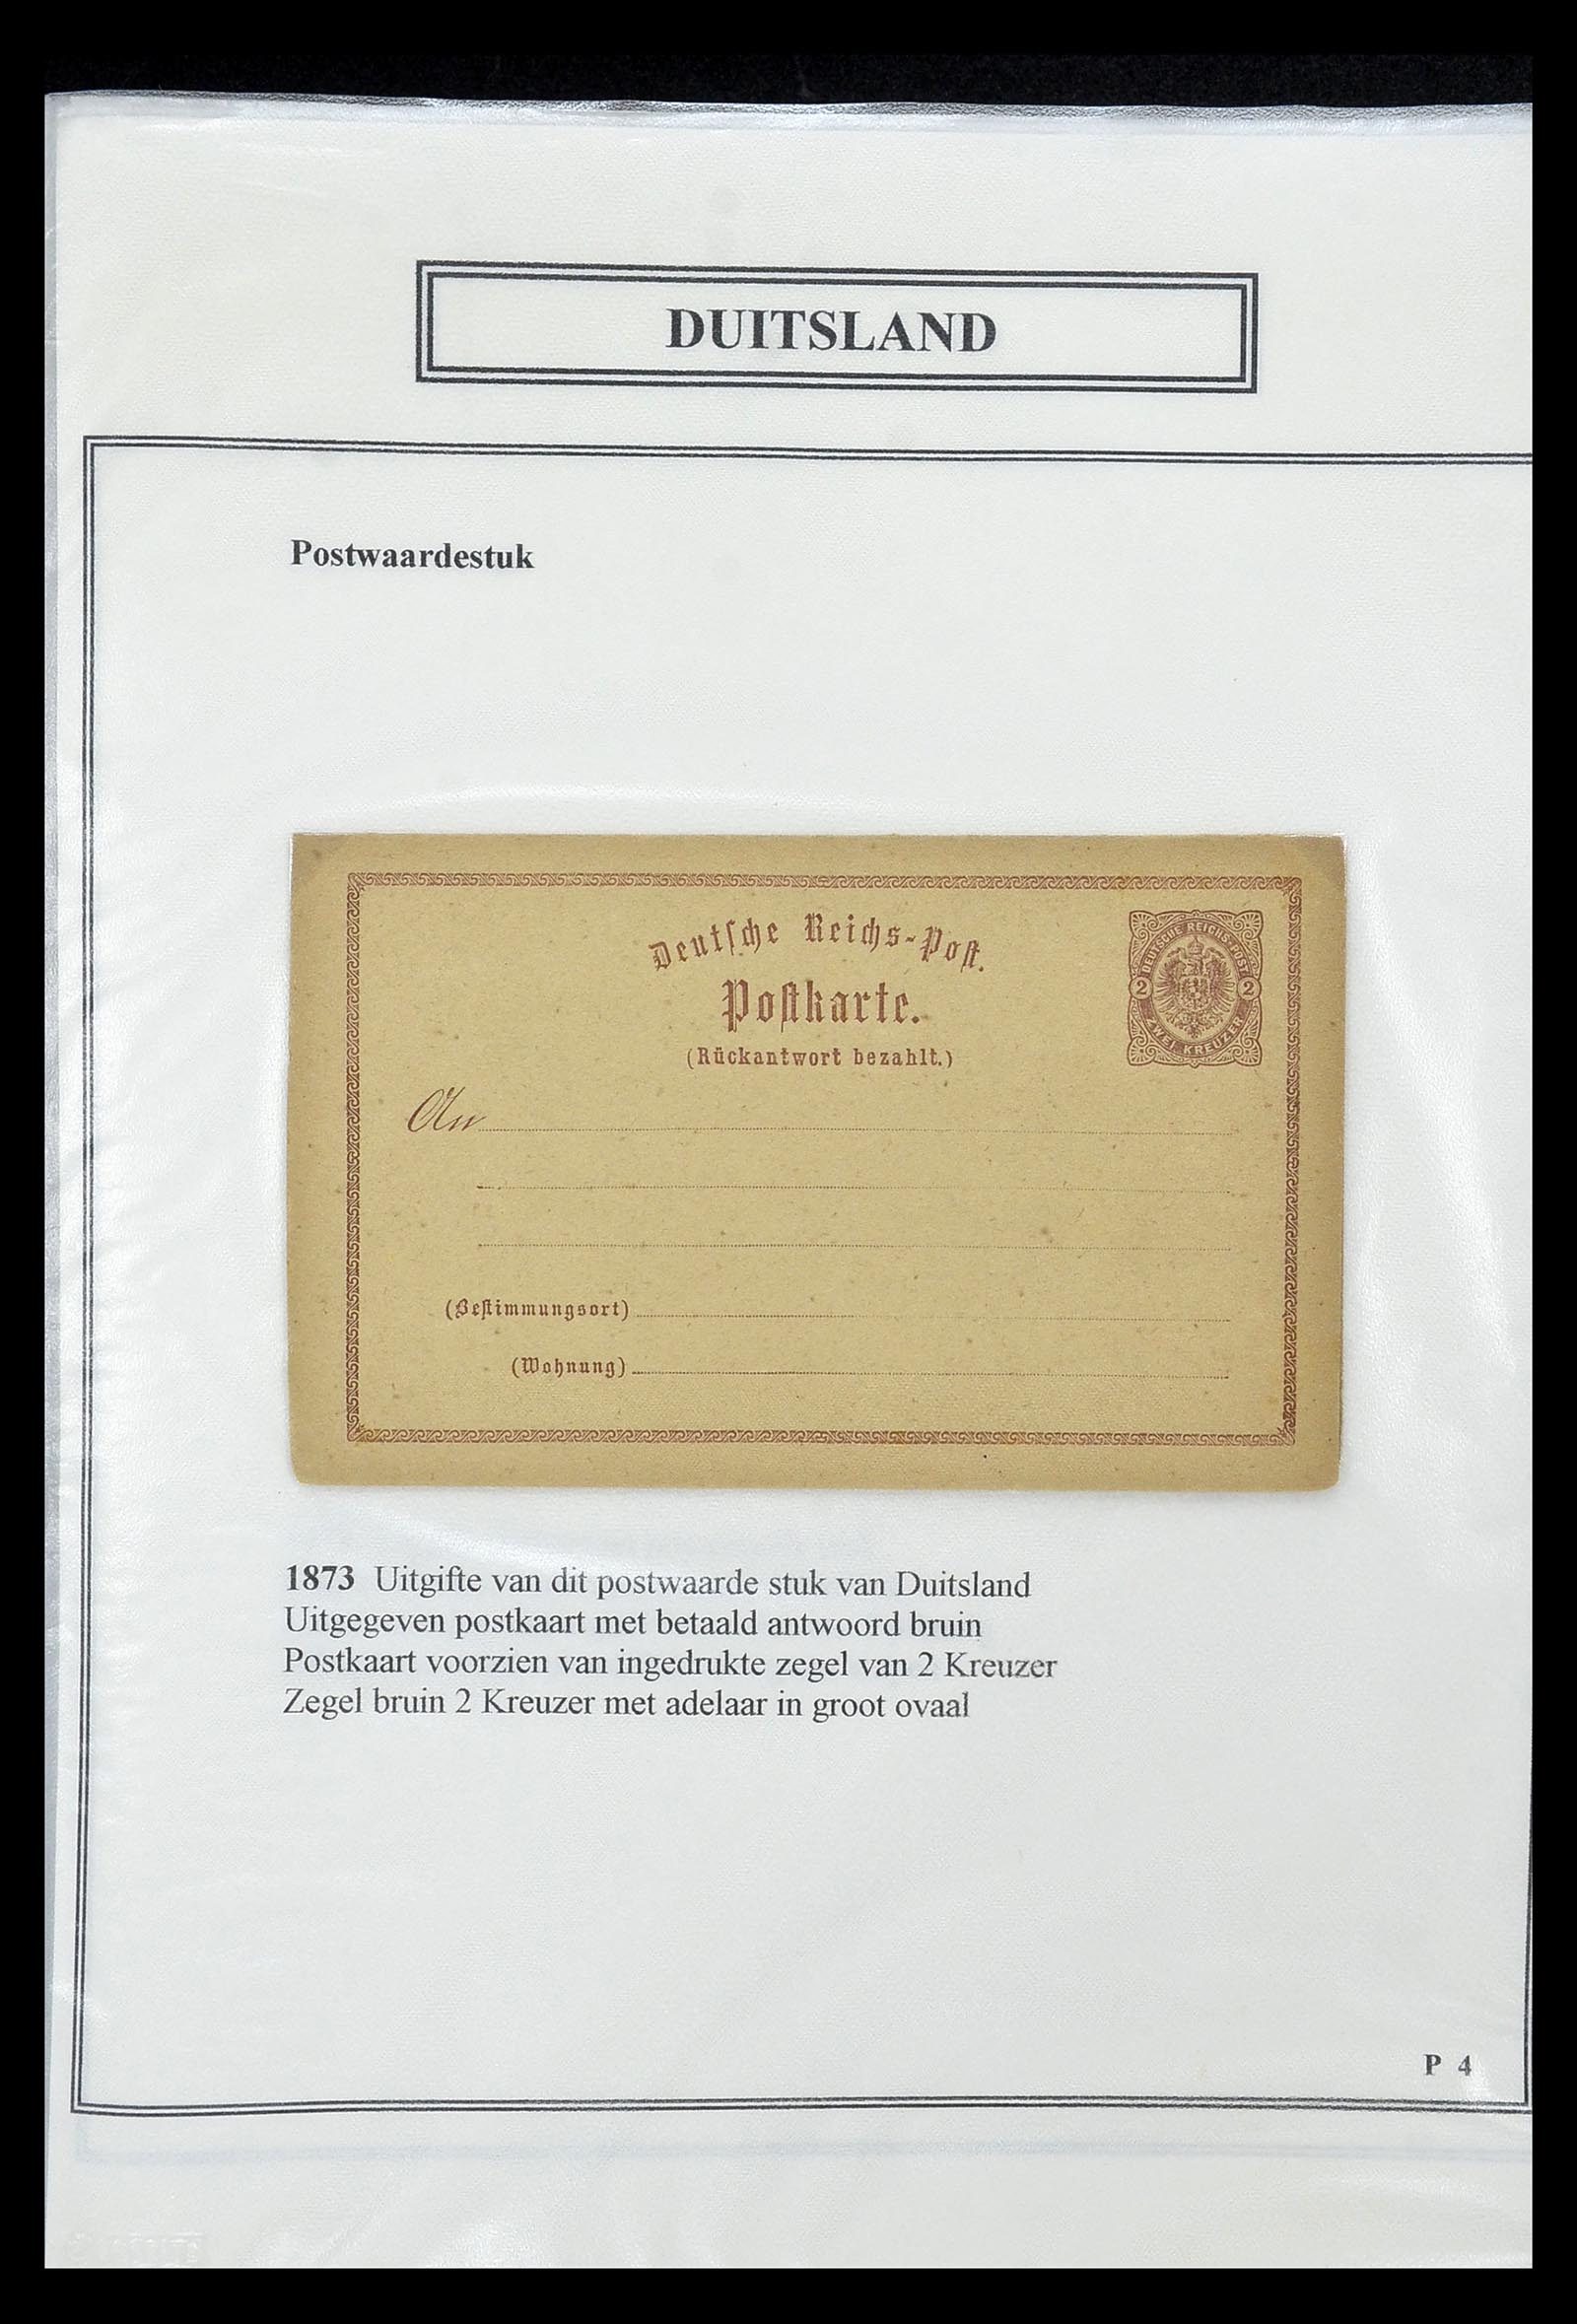 DUITSLAND
Postwaardestuk
Deutſche Reichs-Poſt.
Poſtkarte.
(Rückantwort bezahlt.)
DEUTSCHE REICHS-POST
2 2
ZWEI KREUZER
An
(Beſtimmungsort)
(Wohnung)
1873 Uitgifte van dit postwaarde stuk van Duitsland
Uitgegeven postkaart met betaald antwoord bruin
Postkaart voorzien van ingedrukte zegel van 2 Kreuzer
Zegel bruin 2 Kreuzer met adelaar in groot ovaal
P 4